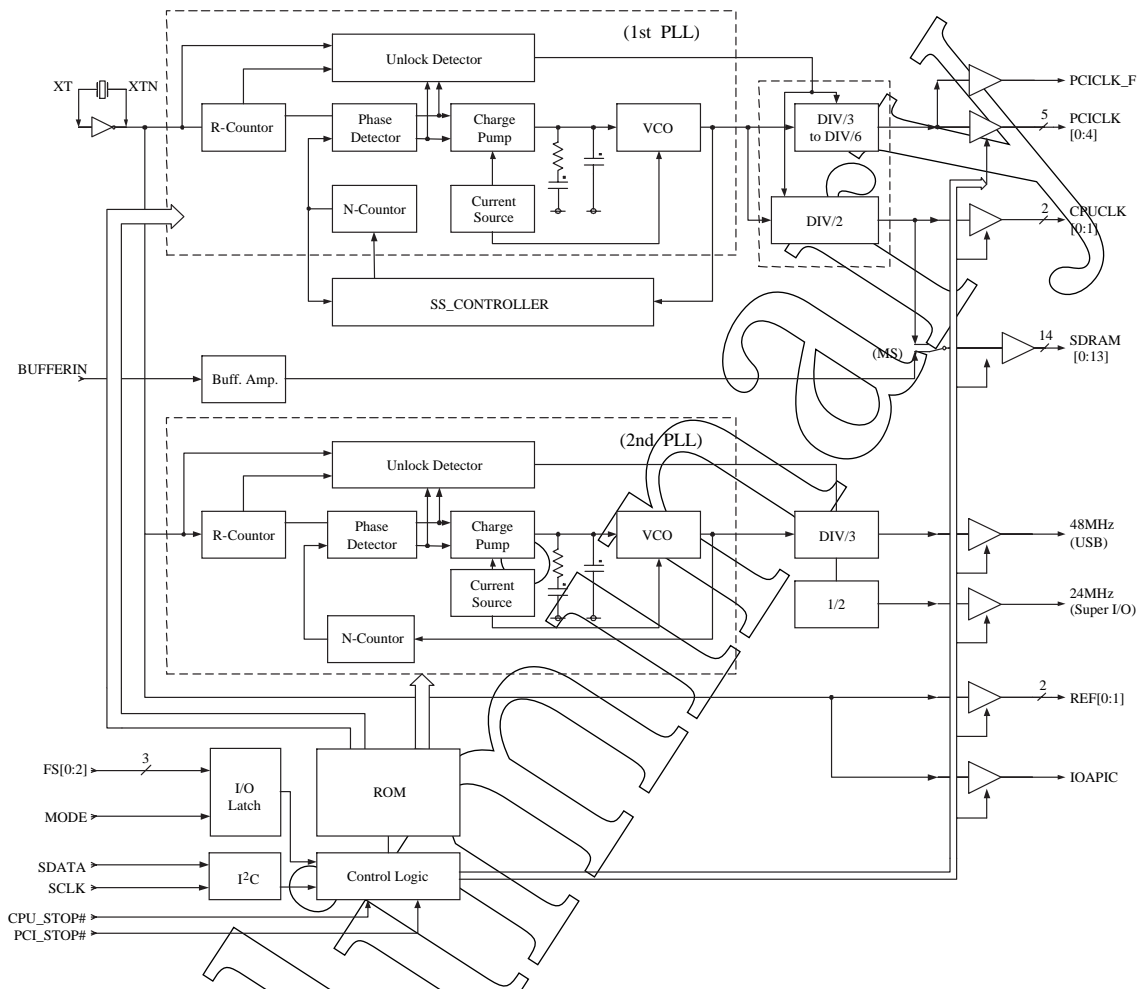 (1st PLL)
Unlock Detector
XT
XTN
PCICLK_F
R-Countor
Phase
Detector
Charge
Pump
VCO
DIV/3
to DIV/6
5
PCICLK
[0:4]
N-Countor
Current
Source
DIV/2
2
CPUCLK
[0:1]
SS_CONTROLLER
BUFFERIN
Buff. Amp.
(MS)
14
SDRAM
[0:13]
(2nd PLL)
Unlock Detector
R-Countor
Phase
Detector
Charge
Pump
VCO
DIV/3
48MHz
(USB)
Current
Source
1/2
24MHz
(Super I/O)
N-Countor
2
REF[0:1]
FS[0:2]
3
I/O
Latch
ROM
IOAPIC
MODE
SDATA
SCLK
I²C
Control Logic
CPU_STOP#
PCI_STOP#